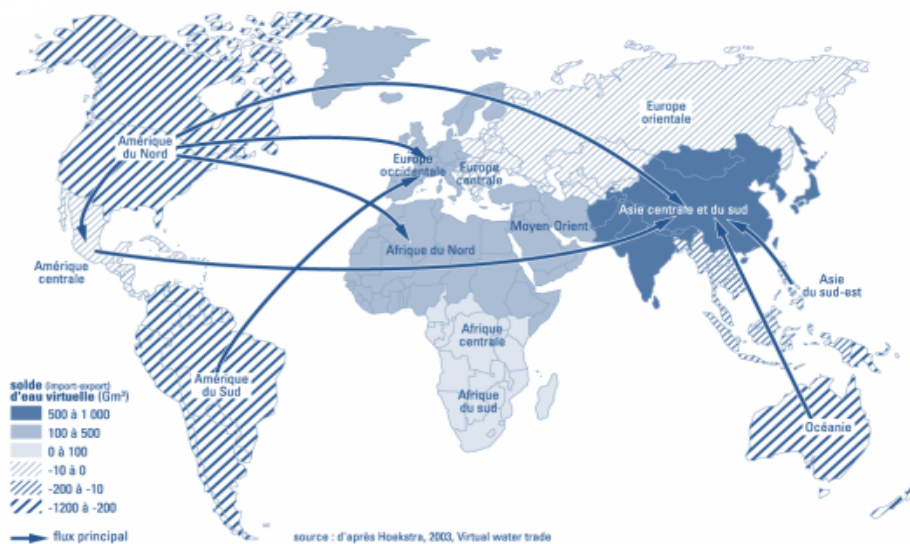 Europe
orientale
Amérique
du Nord
Europe
occidentale
Europe
centrale
Asie centrale et du sud
Moyen-Orient
Afrique du Nord
Amérique
centrale
Asie
du sud-est
Afrique
centrale
Amérique
du Sud
Afrique
du sud
Océanie
solde (import-export)
d'eau virtuelle (Gm³)
500 à 1 000
100 à 500
0 à 100
-10 à 0
-200 à -10
-1200 à -200
flux principal
source : d'après Hoekstra, 2003, Virtual water trade